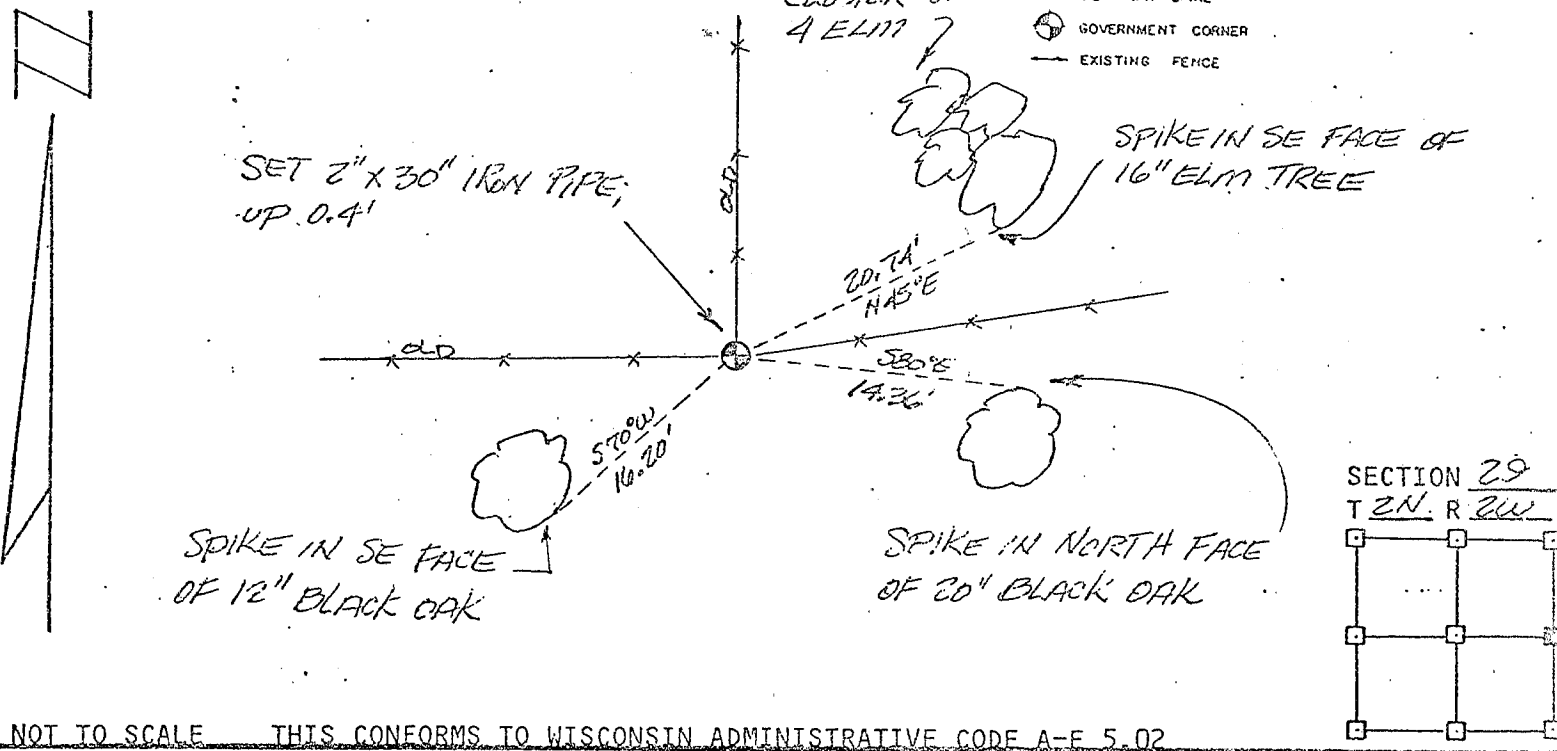 4 ELM
GOVERNMENT CORNER
EXISTING FENCE
SPIKE IN SE FACE OF
16" ELM TREE
SET 2" X 30" IRON PIPE,
UP 0.4'
OLD
20.74'
N45°E
OLD
S80°E
14.36'
S70°W
16.20'
SECTION 29
T 2N. R 2W
SPIKE IN SE FACE
OF 12" BLACK OAK
SPIKE IN NORTH FACE
OF 20" BLACK OAK
NOT TO SCALE THIS CONFORMS TO WISCONSIN ADMINISTRATIVE CODE A-E 5.02